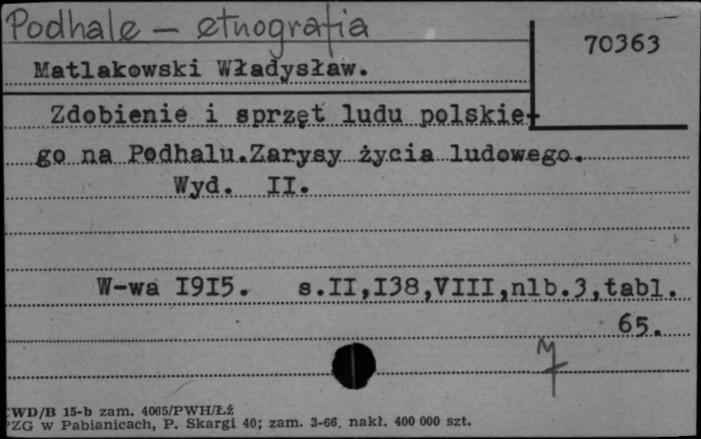 Podhale — etnografia
70363
Matlakowski Władysław.
Zdobienie i sprzęt ludu polskie-
go na Podhalu.Zarysy życia ludowego.
Wyd. II.
W-wa I9I5. s.II,I38,VIII,nlb.3,tabl.
65.
WD/B 15-b zam. 4065/PWH/Łź
PZG w Pabianicach, P. Skargi 40; zam. 3-66. nakł. 400 000 szt.